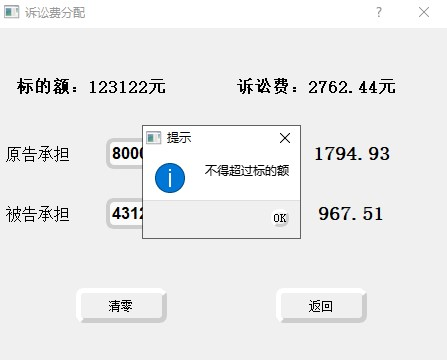 诉讼费分配
标的额：123122元 诉讼费：2762.44元
提示
不得超过标的额
OK
原告承担 1794.93
被告承担 967.51
清零 返回